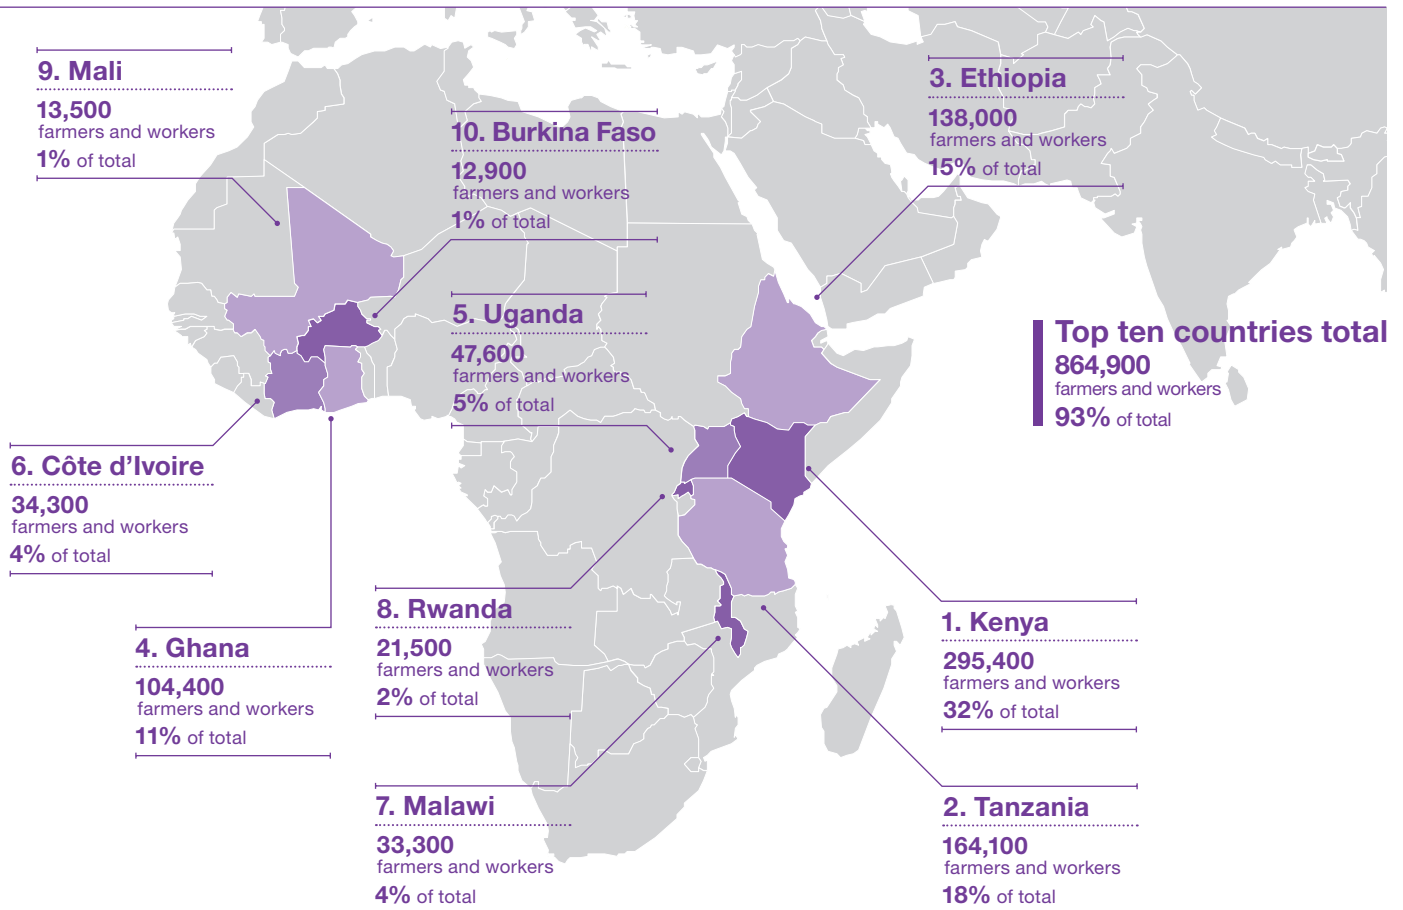 9. Mali
13,500
farmers and workers
1% of total
10. Burkina Faso
12,900
farmers and workers
1% of total
3. Ethiopia
138,000
farmers and workers
15% of total
5. Uganda
47,600
farmers and workers
5% of total
Top ten countries total
864,900
farmers and workers
93% of total
6. Côte d’Ivoire
34,300
farmers and workers
4% of total
4. Ghana
104,400
farmers and workers
11% of total
8. Rwanda
21,500
farmers and workers
2% of total
1. Kenya
295,400
farmers and workers
32% of total
7. Malawi
33,300
farmers and workers
4% of total
2. Tanzania
164,100
farmers and workers
18% of total